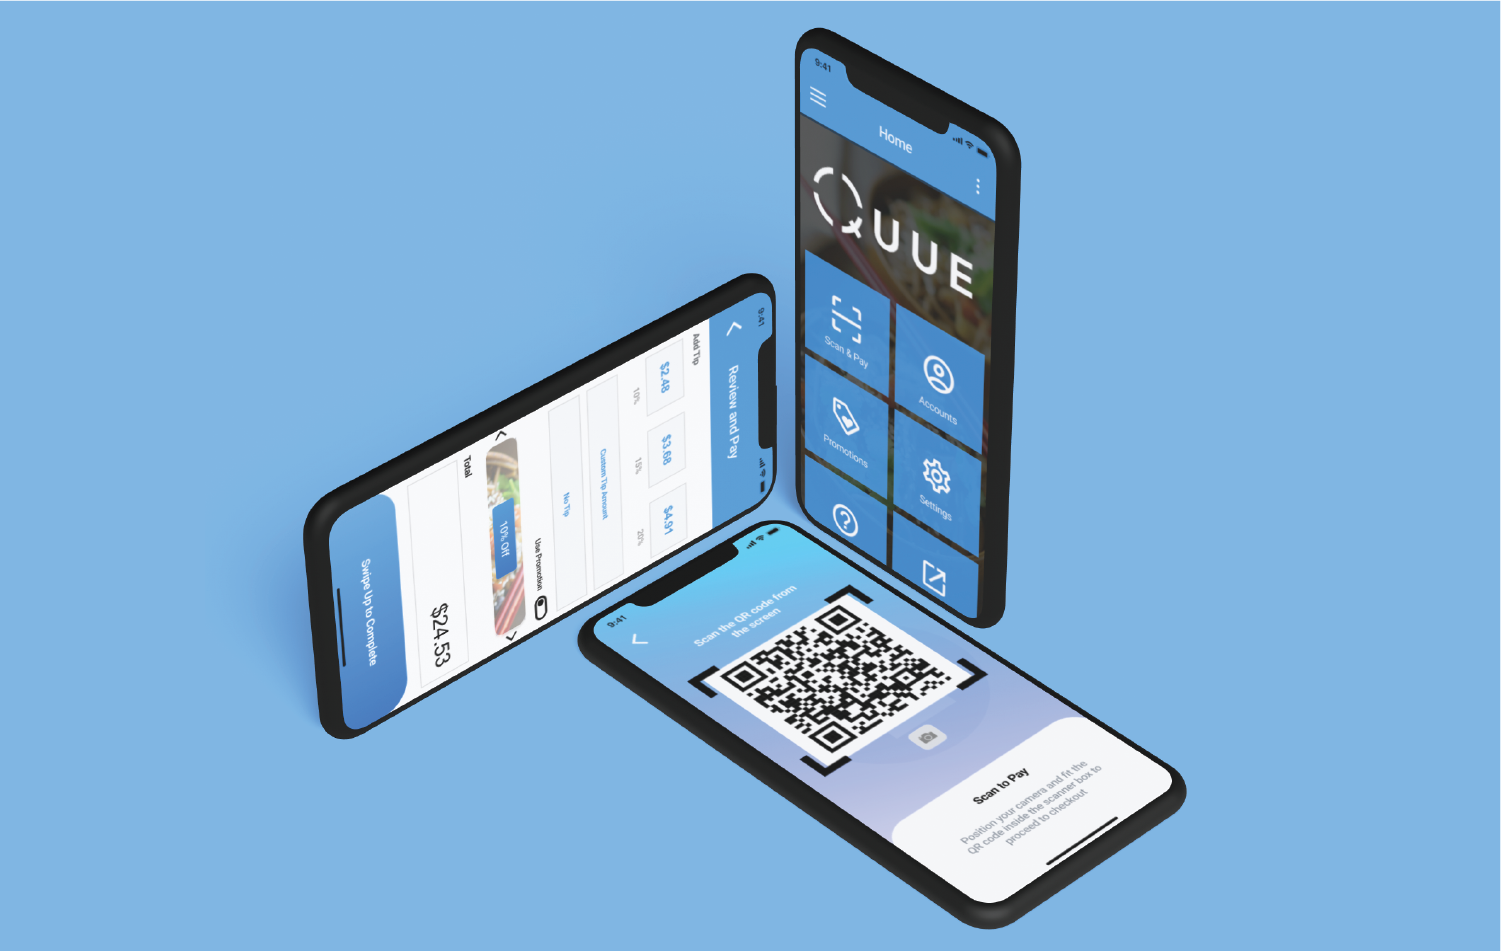 9:41
Home
QUUE
Scan & Pay
Accounts
Promotions
Settings
9:41
Review and Pay
Add Tip
$2.48
$3.68
$4.91
10%
15%
20%
Custom Tip Amount
No Tip
Use Promotion
10% Off
Total
$24.53
Swipe Up to Complete
9:41
Scan the QR code from
the screen
Scan to Pay
Position your camera and fit the
QR code inside the scanner box to
proceed to checkout